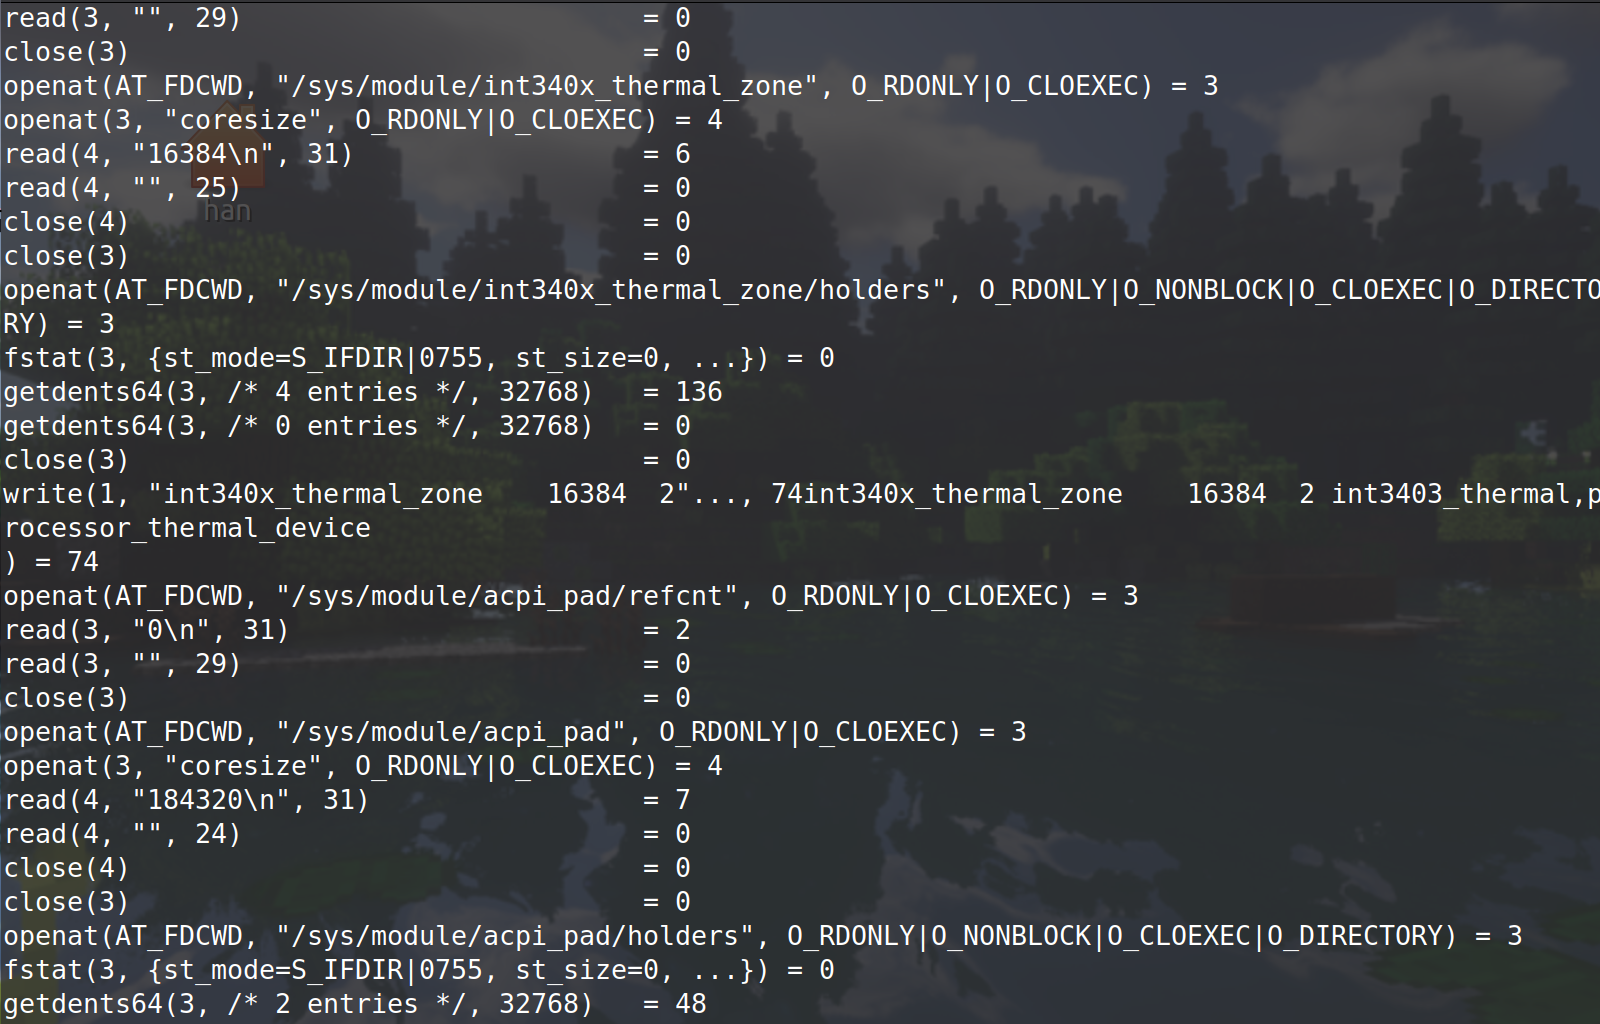 read(3, "", 29)                         = 0
close(3)                                = 0
openat(AT_FDCWD, "/sys/module/int340x_thermal_zone", O_RDONLY|O_CLOEXEC) = 3
openat(3, "coresize", O_RDONLY|O_CLOEXEC) = 4
read(4, "16384\n", 31)                  = 6
read(4, "", 25)                         = 0
han
close(4)                                = 0
close(3)                                = 0
openat(AT_FDCWD, "/sys/module/int340x_thermal_zone/holders", O_RDONLY|O_NONBLOCK|O_CLOEXEC|O_DIRECTO
RY) = 3
fstat(3, {st_mode=S_IFDIR|0755, st_size=0, ...}) = 0
getdents64(3, /* 4 entries */, 32768)   = 136
getdents64(3, /* 0 entries */, 32768)   = 0
close(3)                                = 0
write(1, "int340x_thermal_zone    16384  2"..., 74int340x_thermal_zone    16384  2 int3403_thermal,p
rocessor_thermal_device
) = 74
openat(AT_FDCWD, "/sys/module/acpi_pad/refcnt", O_RDONLY|O_CLOEXEC) = 3
read(3, "0\n", 31)                      = 2
read(3, "", 29)                         = 0
close(3)                                = 0
openat(AT_FDCWD, "/sys/module/acpi_pad", O_RDONLY|O_CLOEXEC) = 3
openat(3, "coresize", O_RDONLY|O_CLOEXEC) = 4
read(4, "184320\n", 31)                 = 7
read(4, "", 24)                         = 0
close(4)                                = 0
close(3)                                = 0
openat(AT_FDCWD, "/sys/module/acpi_pad/holders", O_RDONLY|O_NONBLOCK|O_CLOEXEC|O_DIRECTORY) = 3
fstat(3, {st_mode=S_IFDIR|0755, st_size=0, ...}) = 0
getdents64(3, /* 2 entries */, 32768)   = 48